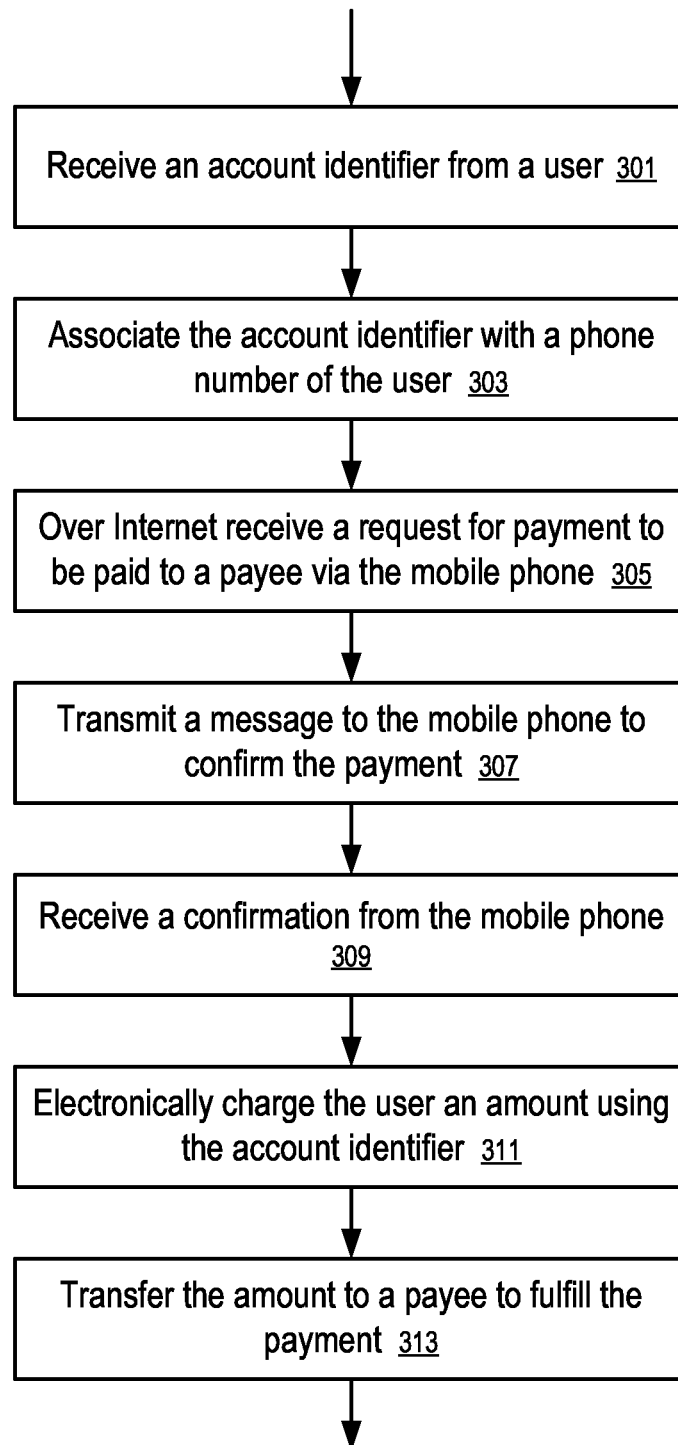 Receive an account identifier from a user 301
Associate the account identifier with a phone
number of the user 303
Over Internet receive a request for payment to
be paid to a payee via the mobile phone 305
Transmit a message to the mobile phone to
confirm the payment 307
Receive a confirmation from the mobile phone
309
Electronically charge the user an amount using
the account identifier 311
Transfer the amount to a payee to fulfill the
payment 313